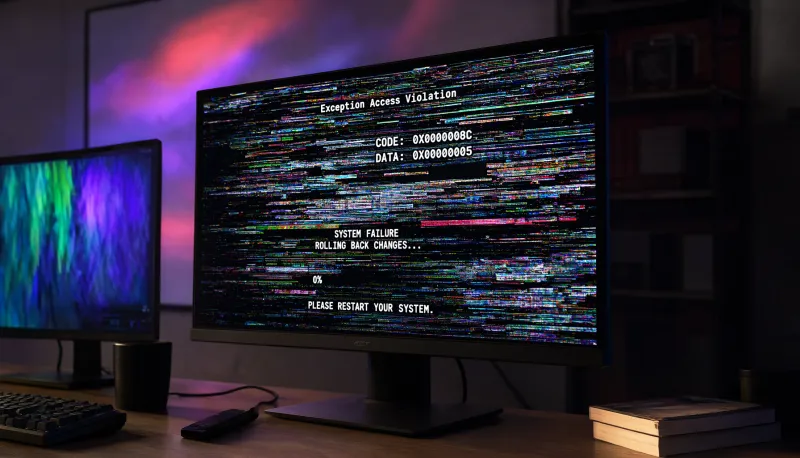 Exception Access Violation
CODE: 0X0000008C
DATA: 0X00000005
SYSTEM FAILURE
ROLLING BACK CHANGES...
0%
PLEASE RESTART YOUR SYSTEM.